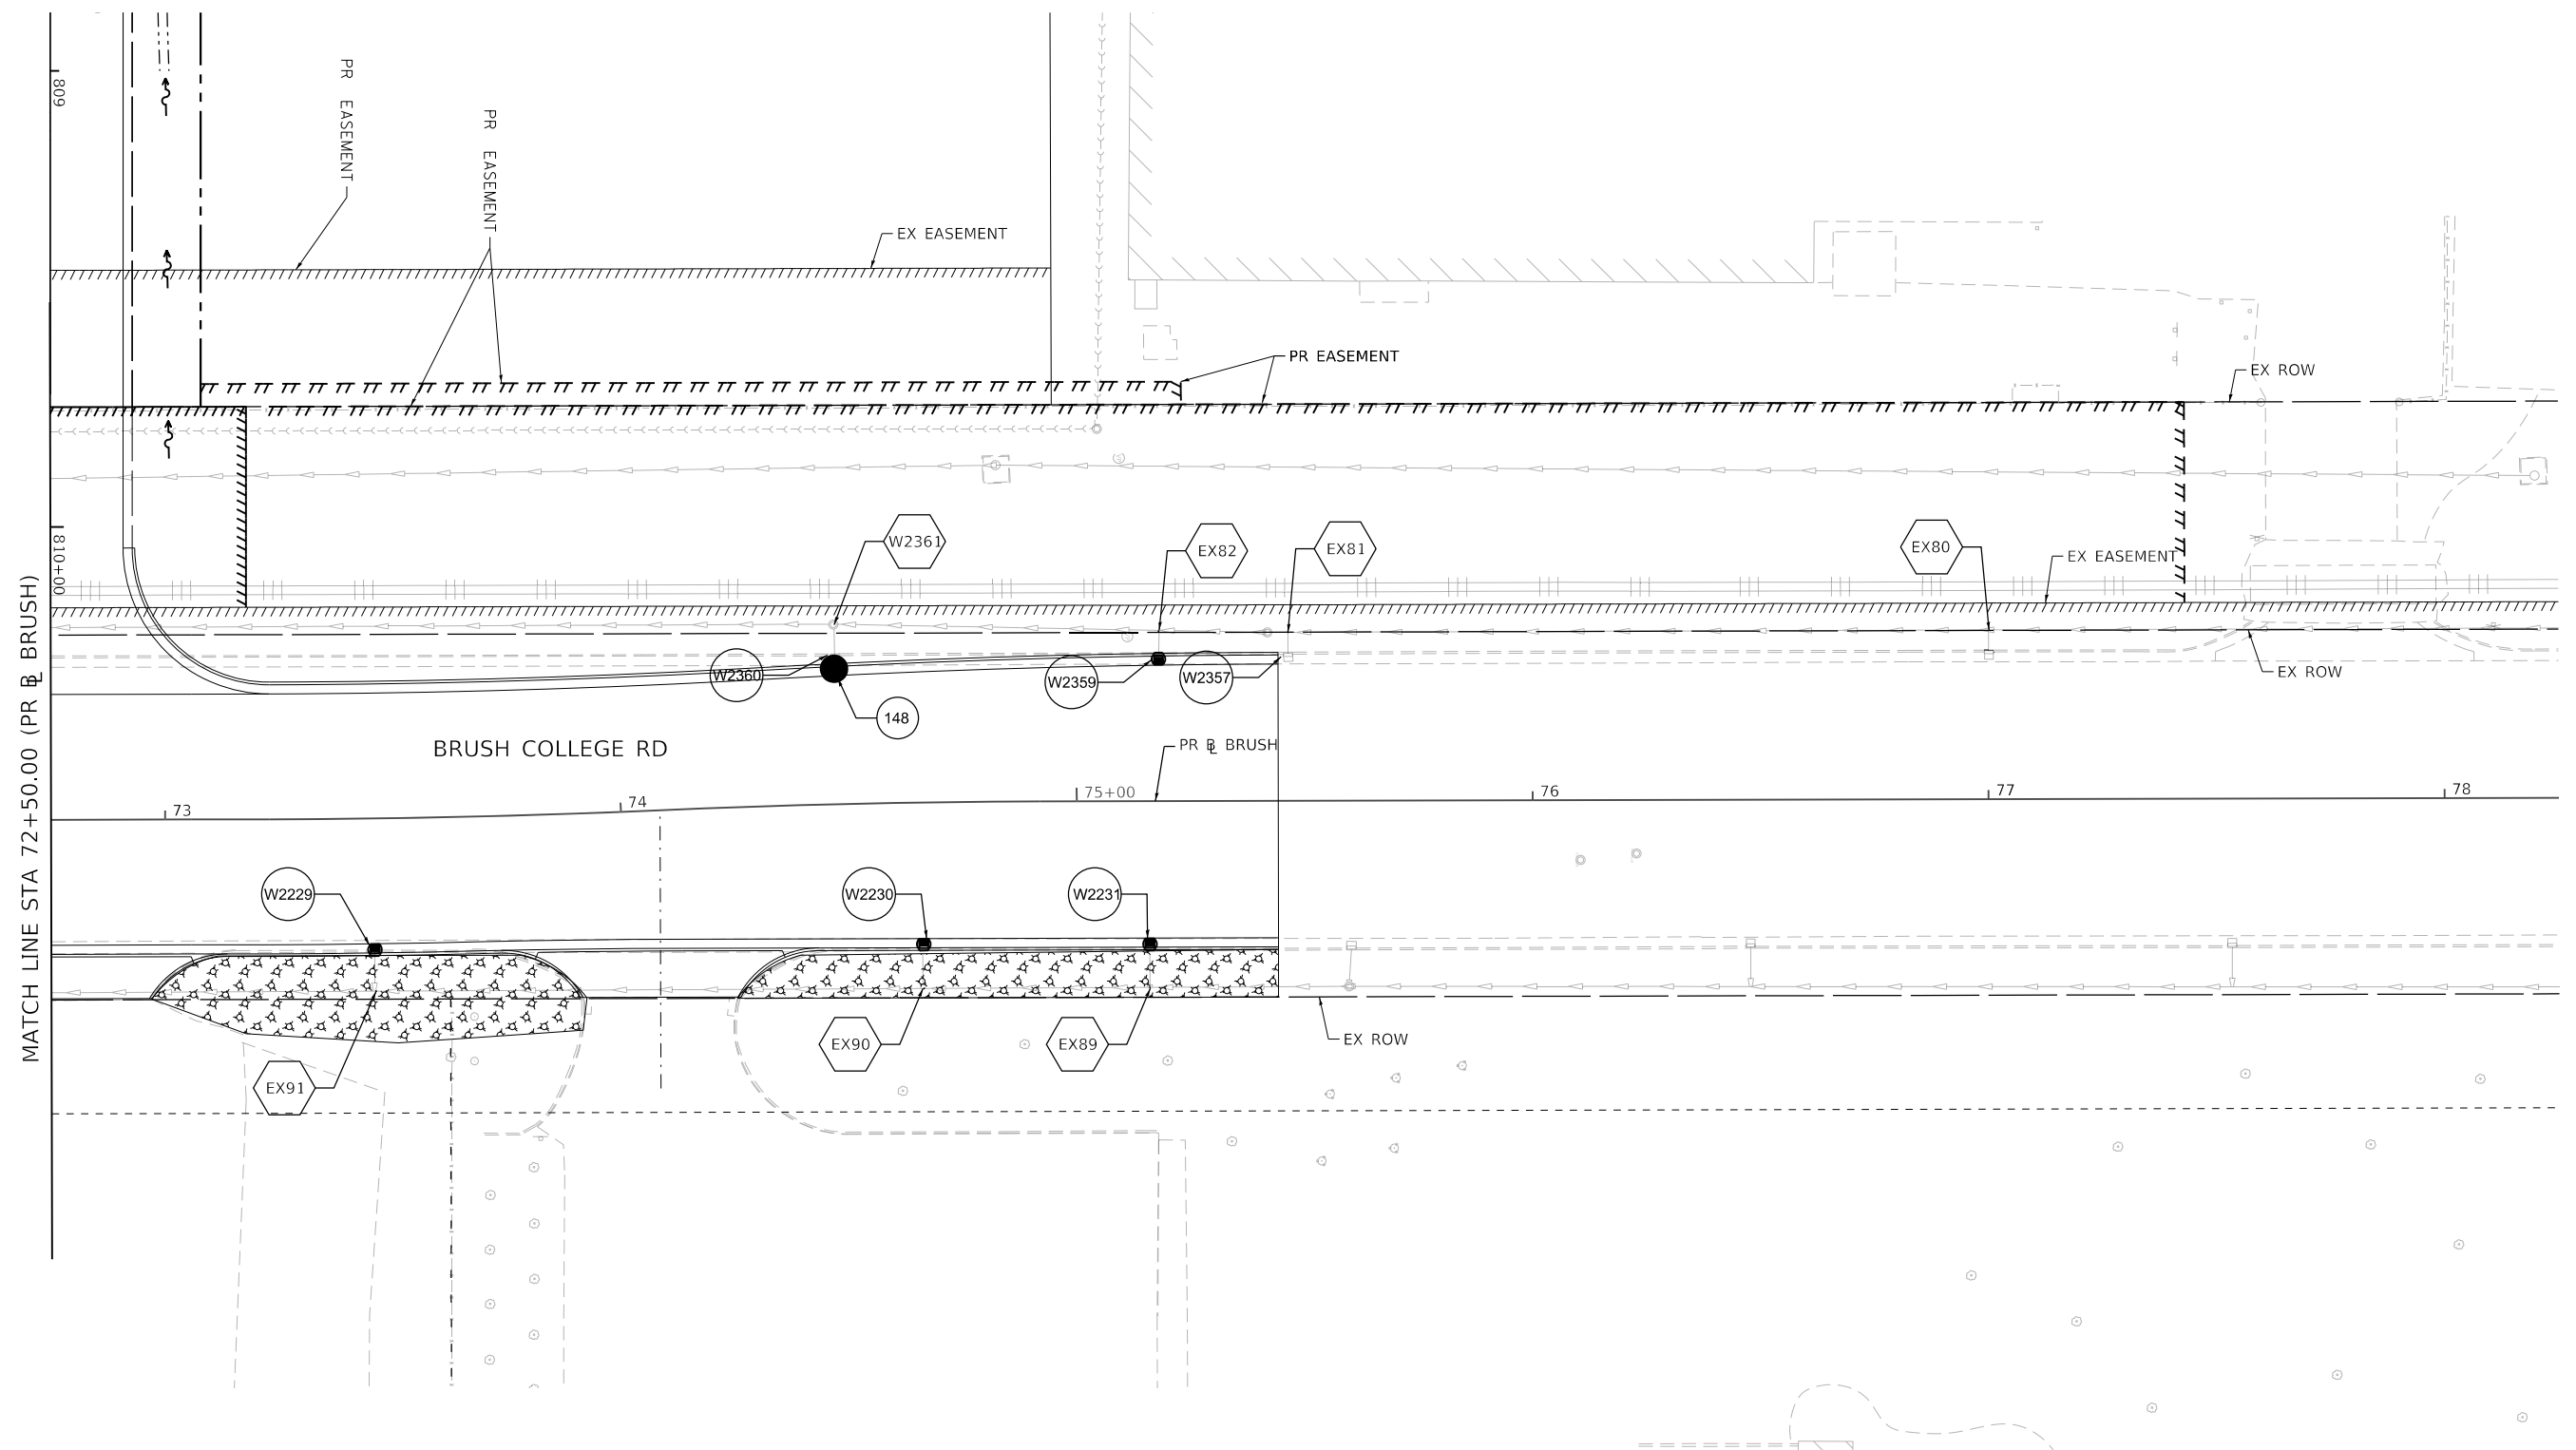 809
PR EASEMENT
PR EASEMENT
EX EASEMENT
PR EASEMENT
EX ROW
810+00
W2361
EX82
EX81
EX80
EX EASEMENT
W2360
W2359
W2357
148
EX ROW
MATCH LINE STA 72+50.00 (PR BL BRUSH)
BRUSH COLLEGE RD
PR BL BRUSH
73
74
75+00
76
77
78
W2229
W2230
W2231
EX90
EX89
EX ROW
EX91